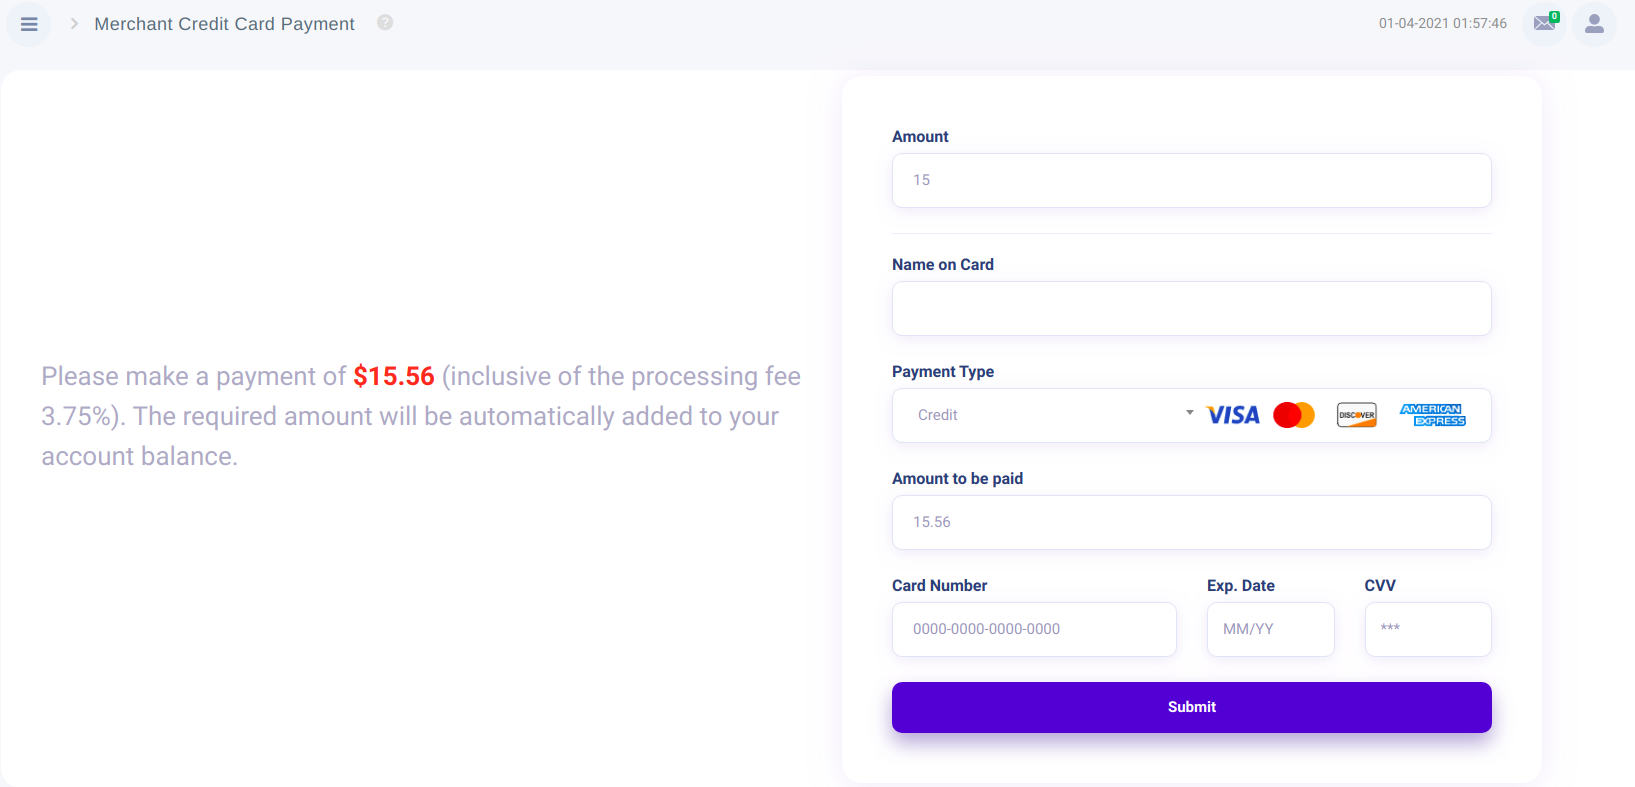 Merchant Credit Card Payment
?
01-04-2021 01:57:46
0
Please make a payment of $15.56 (inclusive of the processing fee
3.75%). The required amount will be automatically added to your
account balance.
Amount
15
Name on Card
Payment Type
Credit
VISA
DISCOVER
AMERICAN
EXPRESS
Amount to be paid
15.56
Card Number
Exp. Date
CVV
0000-0000-0000-0000
MM/YY
***
Submit